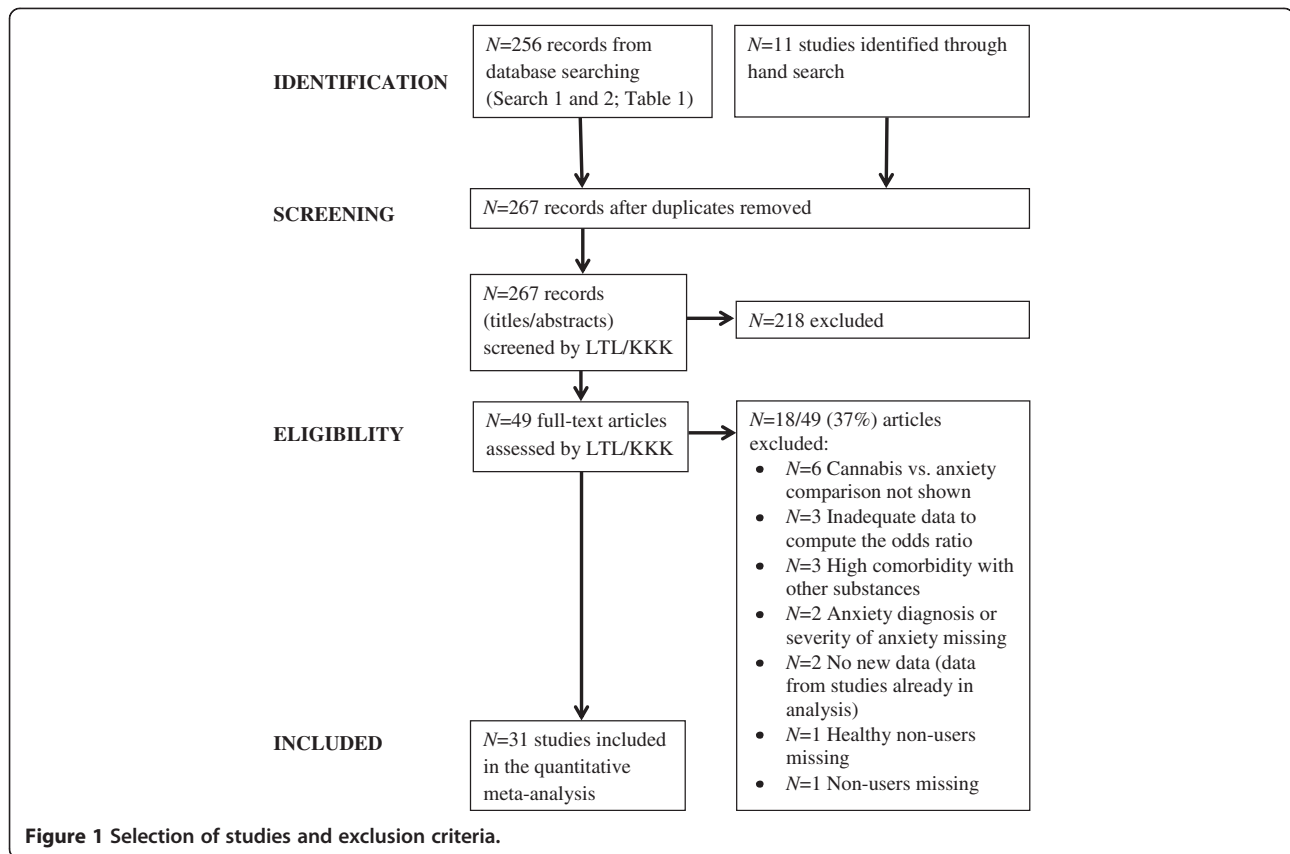 IDENTIFICATION
N=256 records from
database searching
(Search 1 and 2; Table 1)
N=11 studies identified through
hand search
SCREENING
N=267 records after duplicates removed
N=267 records
(titles/abstracts)
screened by LTL/KKK
N=218 excluded
ELIGIBILITY
N=49 full-text articles
assessed by LTL/KKK
N=18/49 (37%) articles
excluded:
• N=6 Cannabis vs. anxiety
comparison not shown
• N=3 Inadequate data to
compute the odds ratio
• N=3 High comorbidity with
other substances
• N=2 Anxiety diagnosis or
severity of anxiety missing
• N=2 No new data (data
from studies already in
analysis)
• N=1 Healthy non-users
missing
• N=1 Non-users missing
INCLUDED
N=31 studies included
in the quantitative
meta-analysis
Figure 1 Selection of studies and exclusion criteria.